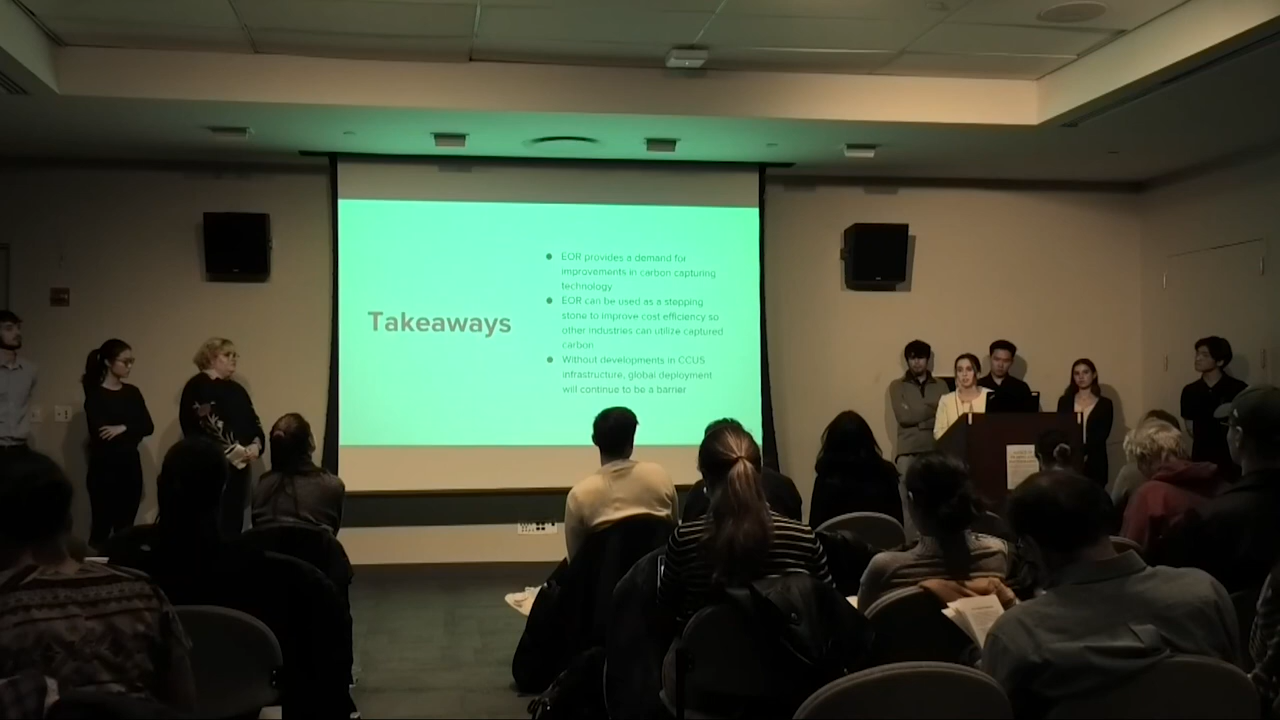 Takeaways
● EOR provides a demand for
improvements in carbon capturing
technology
● EOR can be used as a stepping
stone to improve cost efficiency so
other industries can utilize captured
carbon
● Without developments in CCUS
infrastructure, global deployment
will continue to be a barrier